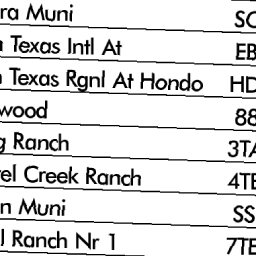 ra Muni SC
Texas Intl At EB
Texas Rgnl At Hondo HD
wood 88
g Ranch 3TA
el Creek Ranch 4TE
n Muni SS
l Ranch Nr 1 7TE